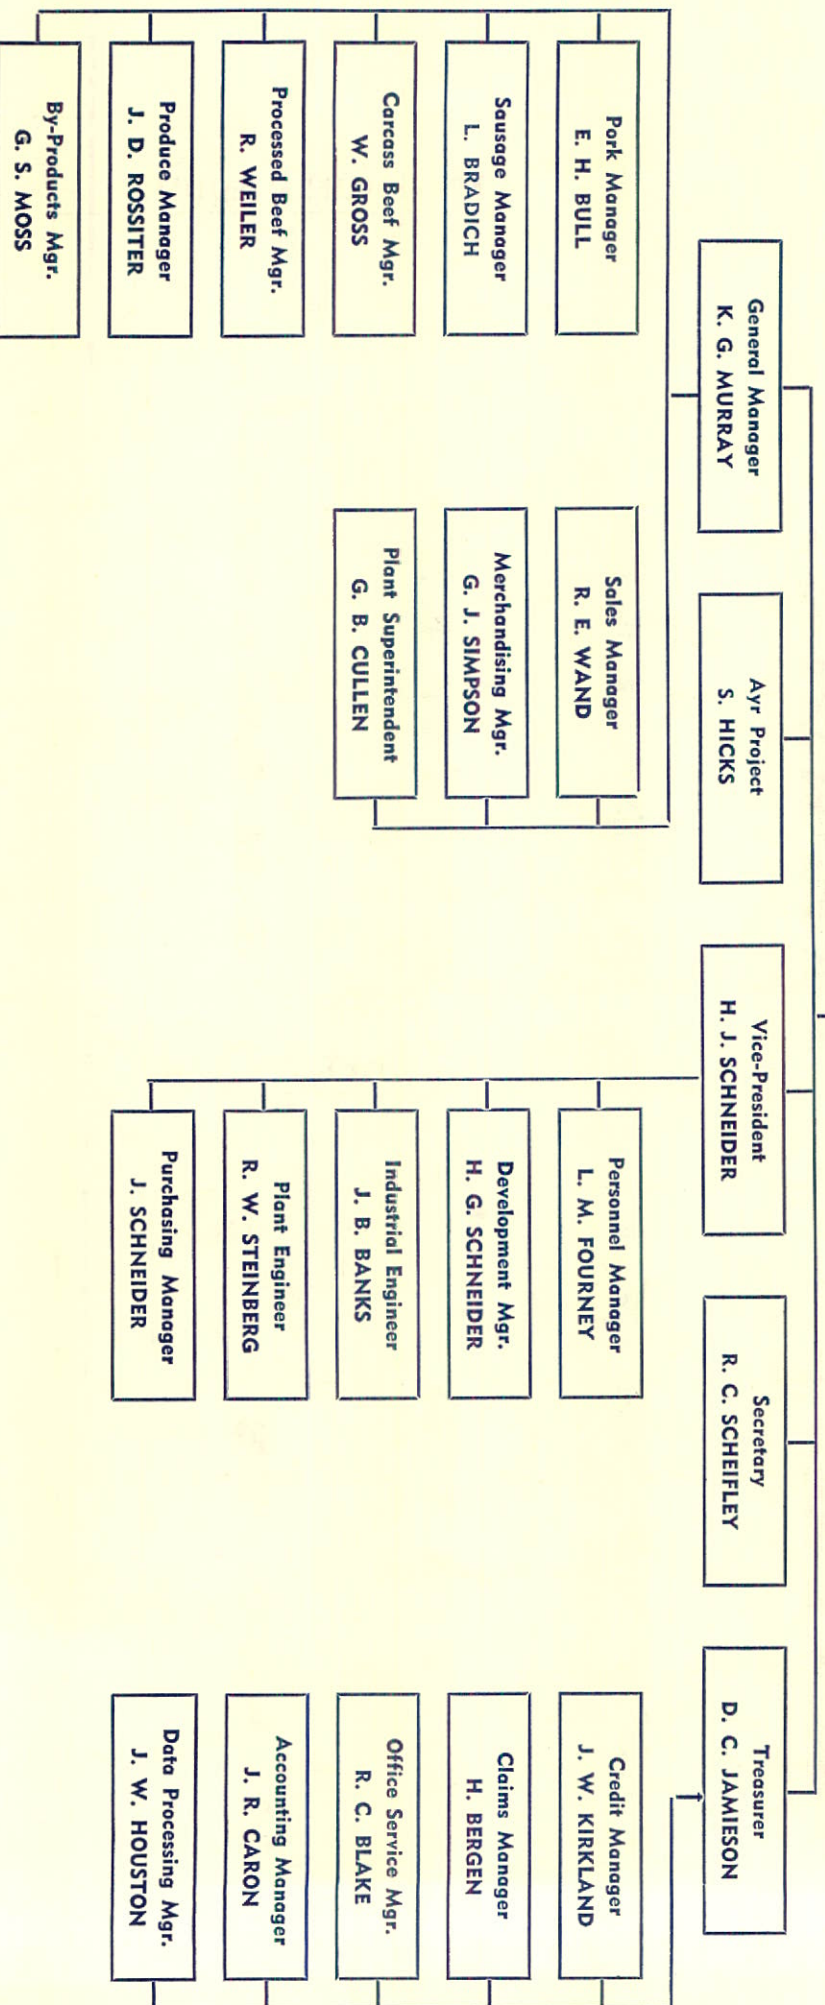 General Manager
K. G. MURRAY
Ayr Project
S. HICKS
Vice-President
H. J. SCHNEIDER
Secretary
R. C. SCHEIFLEY
Treasurer
D. C. JAMIESON
Pork Manager
E. H. BULL
Sausage Manager
L. BRADICH
Carcass Beef Mgr.
W. GROSS
Processed Beef Mgr.
R. WEILER
Produce Manager
J. D. ROSSITER
By-Products Mgr.
G. S. MOSS
Sales Manager
R. E. WAND
Merchandising Mgr.
G. J. SIMPSON
Plant Superintendent
G. B. CULLEN
Personnel Manager
L. M. FOURNEY
Development Mgr.
H. G. SCHNEIDER
Industrial Engineer
J. B. BANKS
Plant Engineer
R. W. STEINBERG
Purchasing Manager
J. SCHNEIDER
Credit Manager
J. W. KIRKLAND
Claims Manager
H. BERGEN
Office Service Mgr.
R. C. BLAKE
Accounting Manager
J. R. CARON
Data Processing Mgr.
J. W. HOUSTON